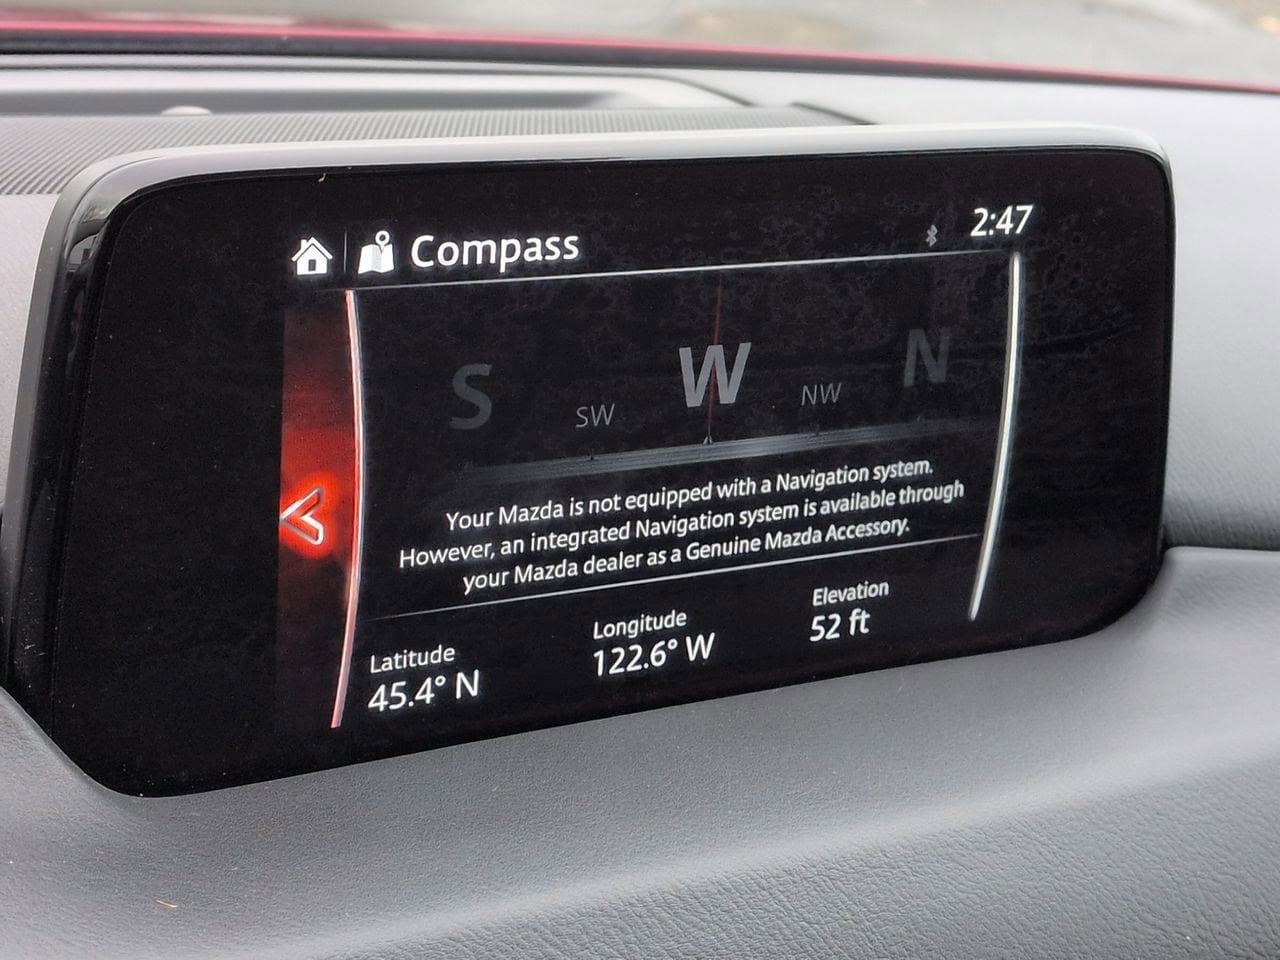 Compass
2:47
S SW W NW N
Your Mazda is not equipped with a Navigation system.
However, an integrated Navigation system is available through
your Mazda dealer as a Genuine Mazda Accessory.
Latitude Longitude Elevation
45.4° N 122.6° W 52 ft